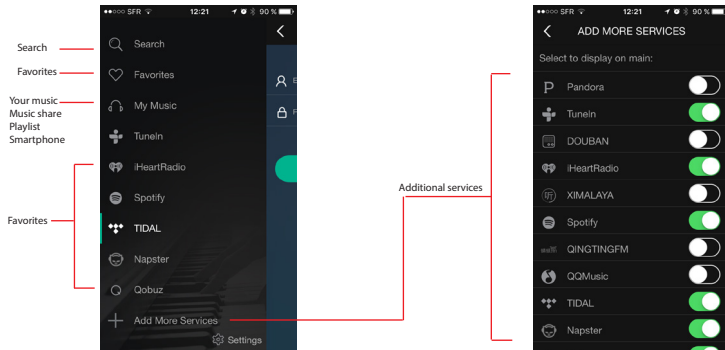 Search
Favorites
Your music
Music share
Playlist
Smartphone
Favorites
SFR 12:21 90 %
Search
Favorites
My Music
TuneIn
iHeartRadio
Spotify
TIDAL
Napster
Qobuz
Add More Services
Settings
E
Additional services
SFR 12:21 90 %
ADD MORE SERVICES
Select to display on main:
Pandora
TuneIn
DOUBAN
iHeartRadio
XIMALAYA
Spotify
QINGTINGFM
QQMusic
TIDAL
Napster